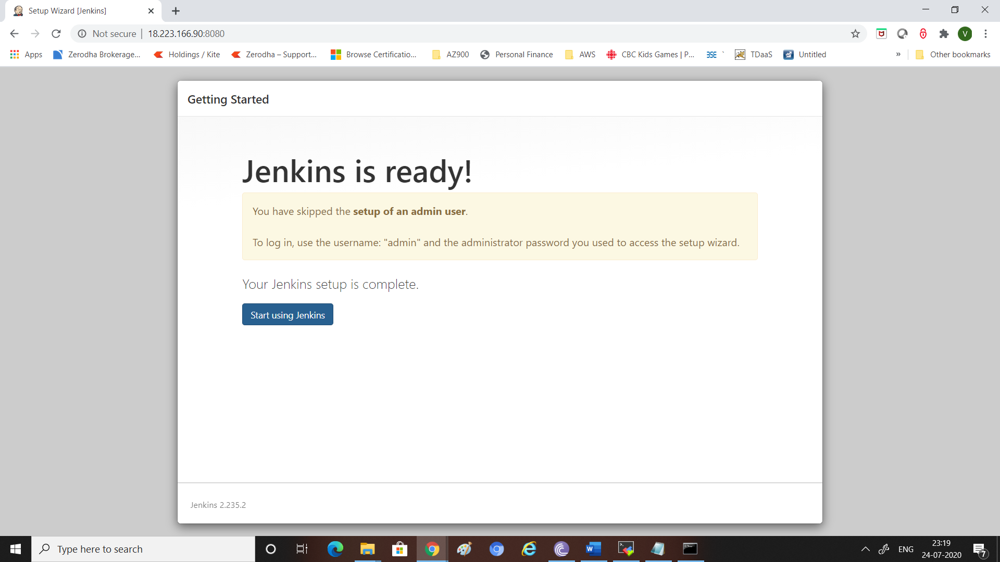 Setup Wizard [Jenkins]
Not secure | 18.223.166.90:8080
V
Apps Zerodha Brokerage... Holdings / Kite Zerodha – Support... Browse Certificatio... AZ900 Personal Finance AWS CBC Kids Games | P... BSE ` TDaaS Untitled » Other bookmarks
Getting Started
Jenkins is ready!
You have skipped the setup of an admin user.
To log in, use the username: "admin" and the administrator password you used to access the setup wizard.
Your Jenkins setup is complete.
Start using Jenkins
Jenkins 2.235.2
Type here to search
ENG
23:19
24-07-2020
7